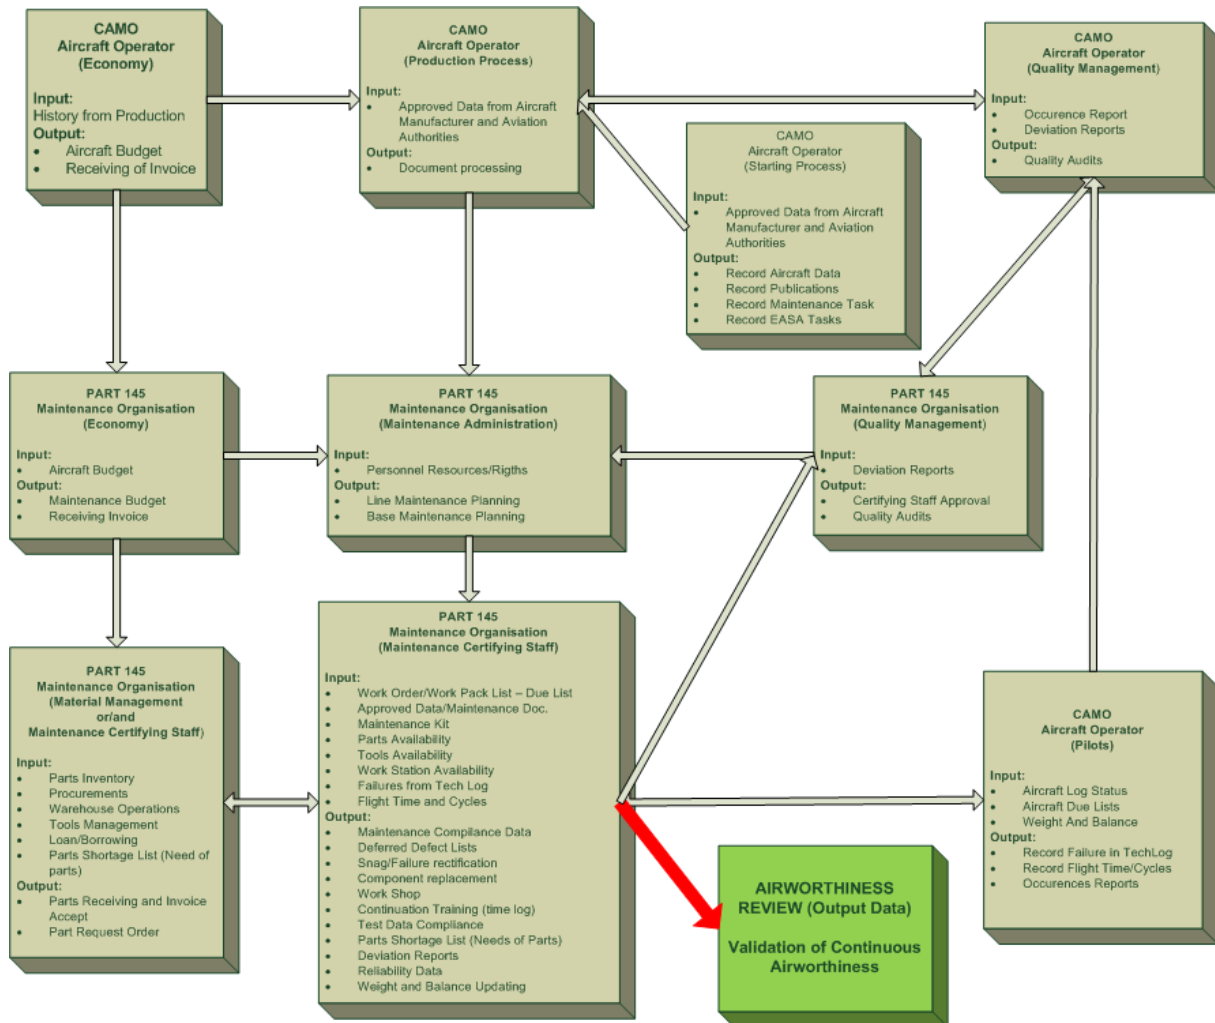 CAMO
Aircraft Operator
(Economy)
Input:
History from Production
Output:
• Aircraft Budget
• Receiving of Invoice
CAMO
Aircraft Operator
(Production Process)
Input:
• Approved Data from Aircraft
Manufacturer and Aviation
Authorities
Output:
• Document processing
CAMO
Aircraft Operator
(Quality Management)
Input:
• Occurence Report
• Deviation Reports
Output:
• Quality Audits
CAMO
Aircraft Operator
(Starting Process)
Input:
• Approved Data from Aircraft
Manufacturer and Aviation
Authorities
Output:
• Record Aircraft Data
• Record Publications
• Record Maintenance Task
• Record EASA Tasks
PART 145
Maintenance Organisation
(Economy)
Input:
• Aircraft Budget
Output:
• Maintenance Budget
• Receiving Invoice
PART 145
Maintenance Organisation
(Maintenance Administration)
Input:
• Personnel Resources/Rigths
Output:
• Line Maintenance Planning
• Base Maintenance Planning
PART 145
Maintenance Organisation
(Quality Management)
Input:
• Deviation Reports
Output:
• Certifying Staff Approval
• Quality Audits
PART 145
Maintenance Organisation
(Material Management
or/and
Maintenance Certifying Staff)
Input:
• Parts Inventory
• Procurements
• Warehouse Operations
• Tools Management
• Loan/Borrowing
• Parts Shortage List (Need of
parts)
Output:
• Parts Receiving and Invoice
Accept
• Part Request Order
PART 145
Maintenance Organisation
(Maintenance Certifying Staff)
Input:
• Work Order/Work Pack List – Due List
• Approved Data/Maintenance Doc.
• Maintenance Kit
• Parts Availability
• Tools Availability
• Work Station Availability
• Failures from Tech Log
• Flight Time and Cycles
Output:
• Maintenance Compilance Data
• Deferred Defect Lists
• Snag/Failure rectification
• Component replacement
• Work Shop
• Continuation Training (time log)
• Test Data Compliance
• Parts Shortage List (Needs of Parts)
• Deviation Reports
• Reliability Data
• Weight and Balance Updating
CAMO
Aircraft Operator
(Pilots)
Input:
• Aircraft Log Status
• Aircraft Due Lists
• Weight And Balance
Output:
• Record Failure in TechLog
• Record Flight Time/Cycles
• Occurences Reports
AIRWORTHINESS
REVIEW (Output Data)
Validation of Continuous
Airworthiness